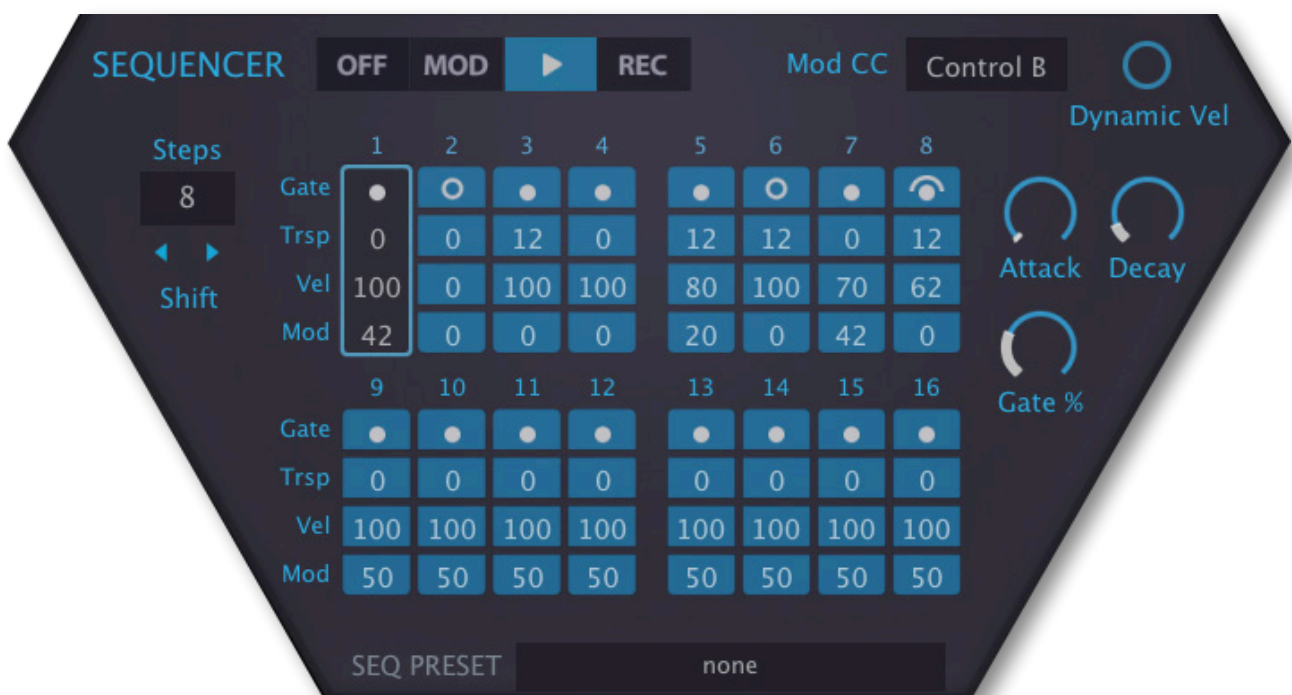 SEQUENCER OFF MOD REC Mod CC Control B
Dynamic Vel
Steps 1 2 3 4 5 6 7 8
8 Gate
Trsp 0 0 12 0 12 12 0 12
Attack Decay
Shift Vel 100 0 100 100 80 100 70 62
Mod 42 0 0 0 20 0 42 0
9 10 11 12 13 14 15 16
Gate %
Gate
Trsp 0 0 0 0 0 0 0 0
Vel 100 100 100 100 100 100 100 100
Mod 50 50 50 50 50 50 50 50
SEQ PRESET none